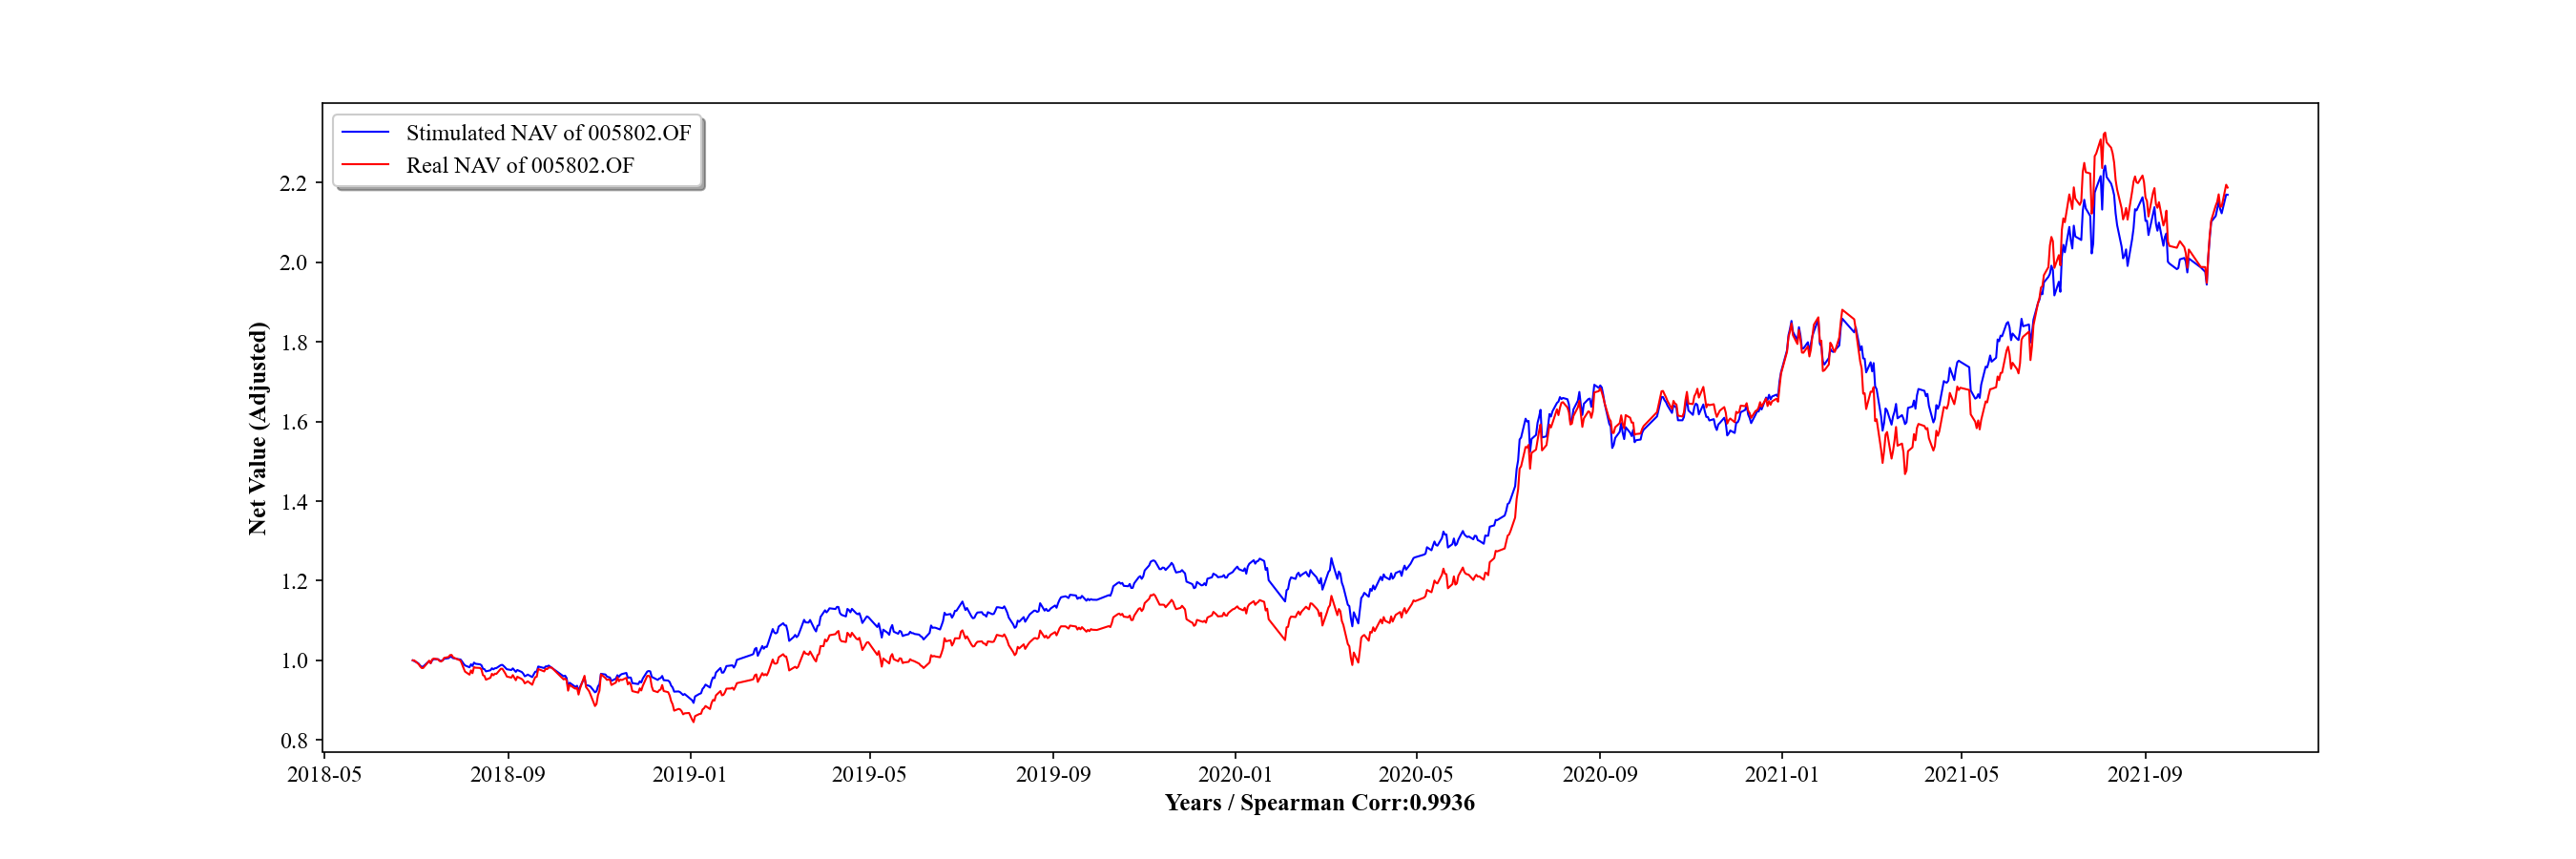 Stimulated NAV of 005802.OF
Real NAV of 005802.OF
Net Value (Adjusted)
2.2
2.0
1.8
1.6
1.4
1.2
1.0
0.8
2018-05 2018-09 2019-01 2019-05 2019-09 2020-01 2020-05 2020-09 2021-01 2021-05 2021-09
Years / Spearman Corr:0.9936